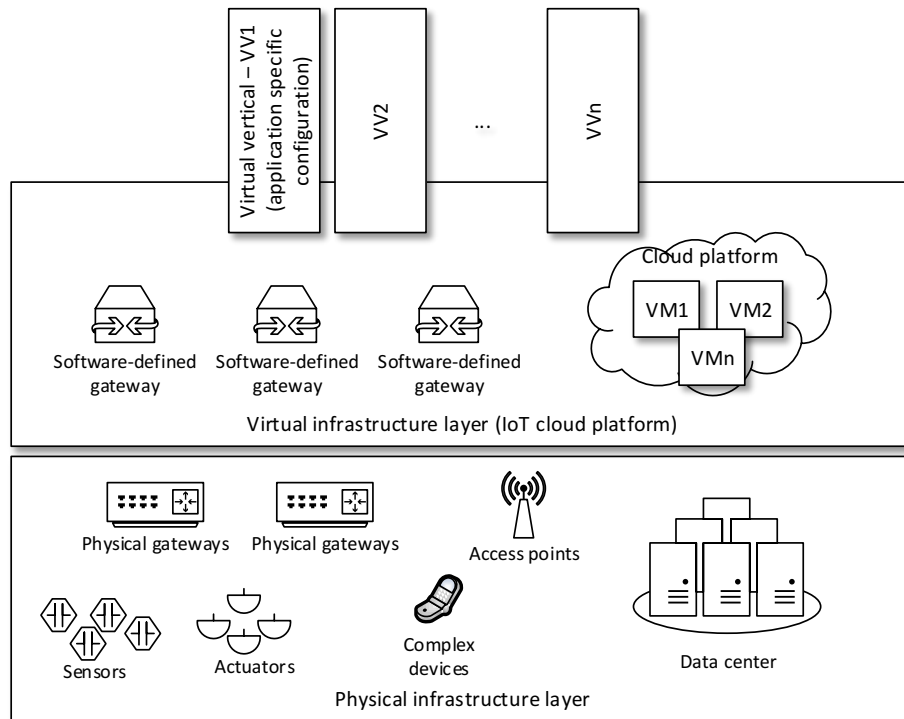 Virtual vertical – VV1
(application specific
configuration)
VV2
...
VVn
Cloud platform
VM1
VM2
VMn
Software-defined
gateway
Software-defined
gateway
Software-defined
gateway
Virtual infrastructure layer (IoT cloud platform)
Physical gateways
Physical gateways
Access points
Sensors
Actuators
Complex
devices
Data center
Physical infrastructure layer